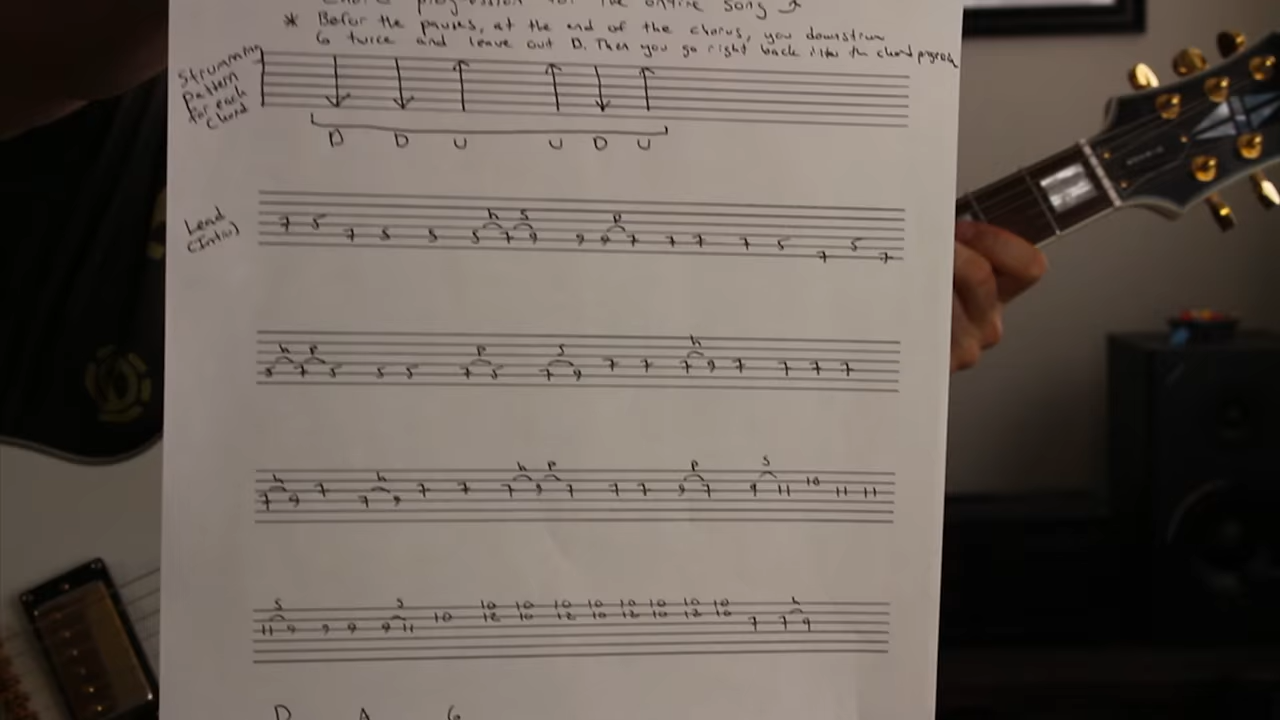 progression for the entire song
* Befor the pauses, at the end of the chorus, you downstrum
G twice and leave out D. Then you go right back into the chord
Strumming
Pattern
for each
Chord
D D U U D U
Lead
(Intro)
h s p
7 5 7 5 5 5 7 9 9 9 7 7 7 7 5 7 5 7
h p p s h
5 7 5 5 5 7 5 7 9 7 7 7 9 7 7 7 7
h h h p p s
7 9 7 7 9 7 7 7 9 7 7 7 9 7 9 11 10 11 11
s s 10 10 10 10 10 10 10 10 h
11 9 9 9 9 11 10 12 10 12 10 12 10 12 10 7 7 9
D A G